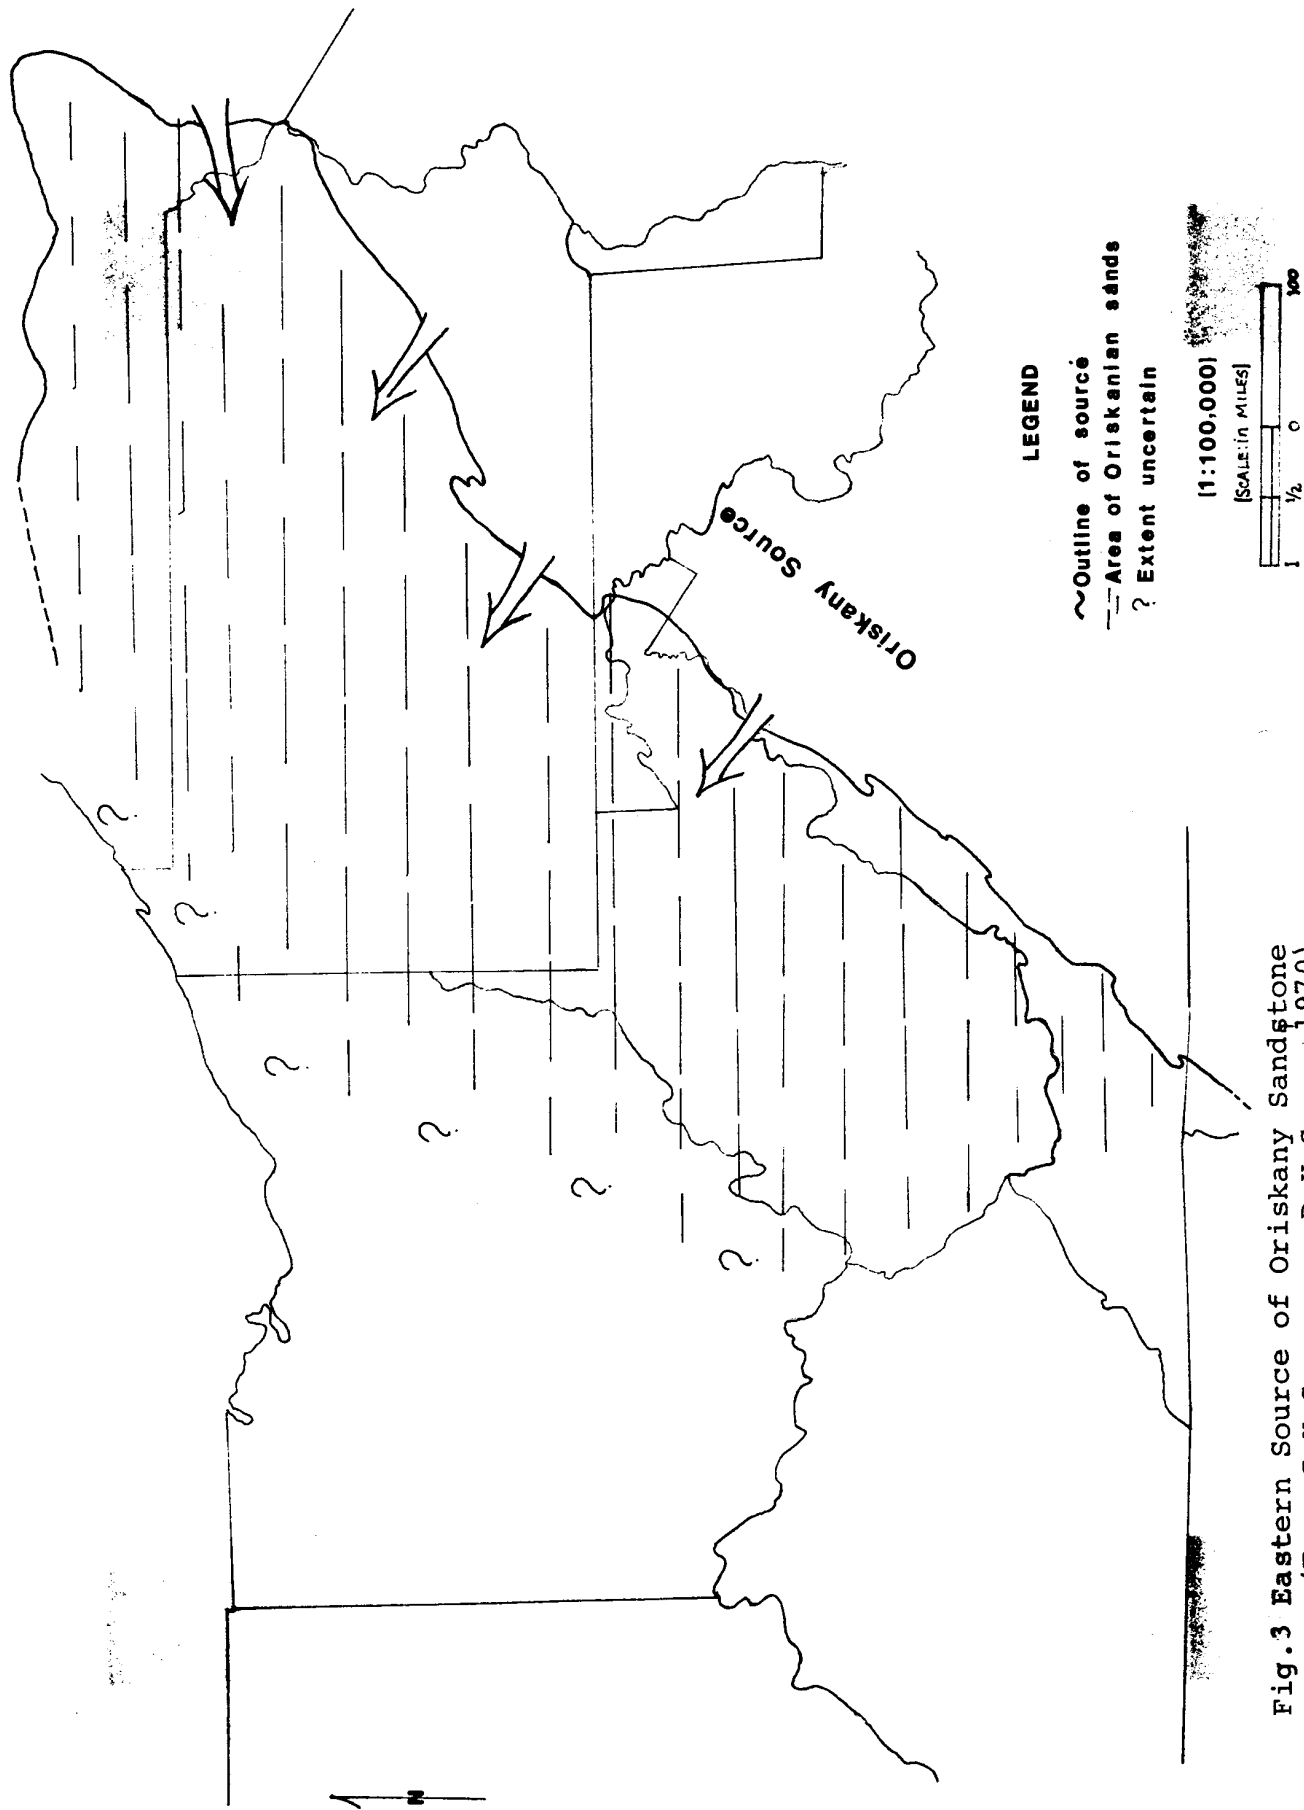 ?
?
?
?
?
?
N
Oriskany Source
LEGEND
~Outline of source
Area of Oriskanian sands
? Extent uncertain
[1:100,000]
[SCALE: in MILES]
1 1/2 0 100
Fig.3 Eastern Source of Oriskany Sandstone
1970)